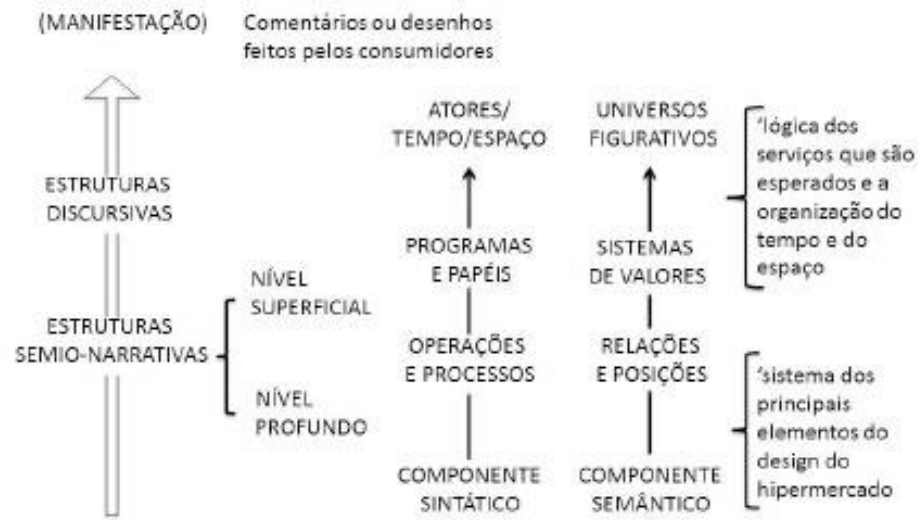 (MANIFESTAÇÃO)
Comentários ou desenhos
feitos pelos consumidores
ATORES/
TEMPO/ESPAÇO
UNIVERSOS
FIGURATIVOS
'lógica dos
serviços que são
esperados e a
organização do
tempo e do
espaço
ESTRUTURAS
DISCURSIVAS
PROGRAMAS
E PAPÉIS
SISTEMAS
DE VALORES
NÍVEL
SUPERFICIAL
ESTRUTURAS
SEMIO-NARRATIVAS
OPERAÇÕES
E PROCESSOS
RELAÇÕES
E POSIÇÕES
'sistema dos
principais
elementos do
design do
hipermercado
NÍVEL
PROFUNDO
COMPONENTE
SINTÁTICO
COMPONENTE
SEMÂNTICO